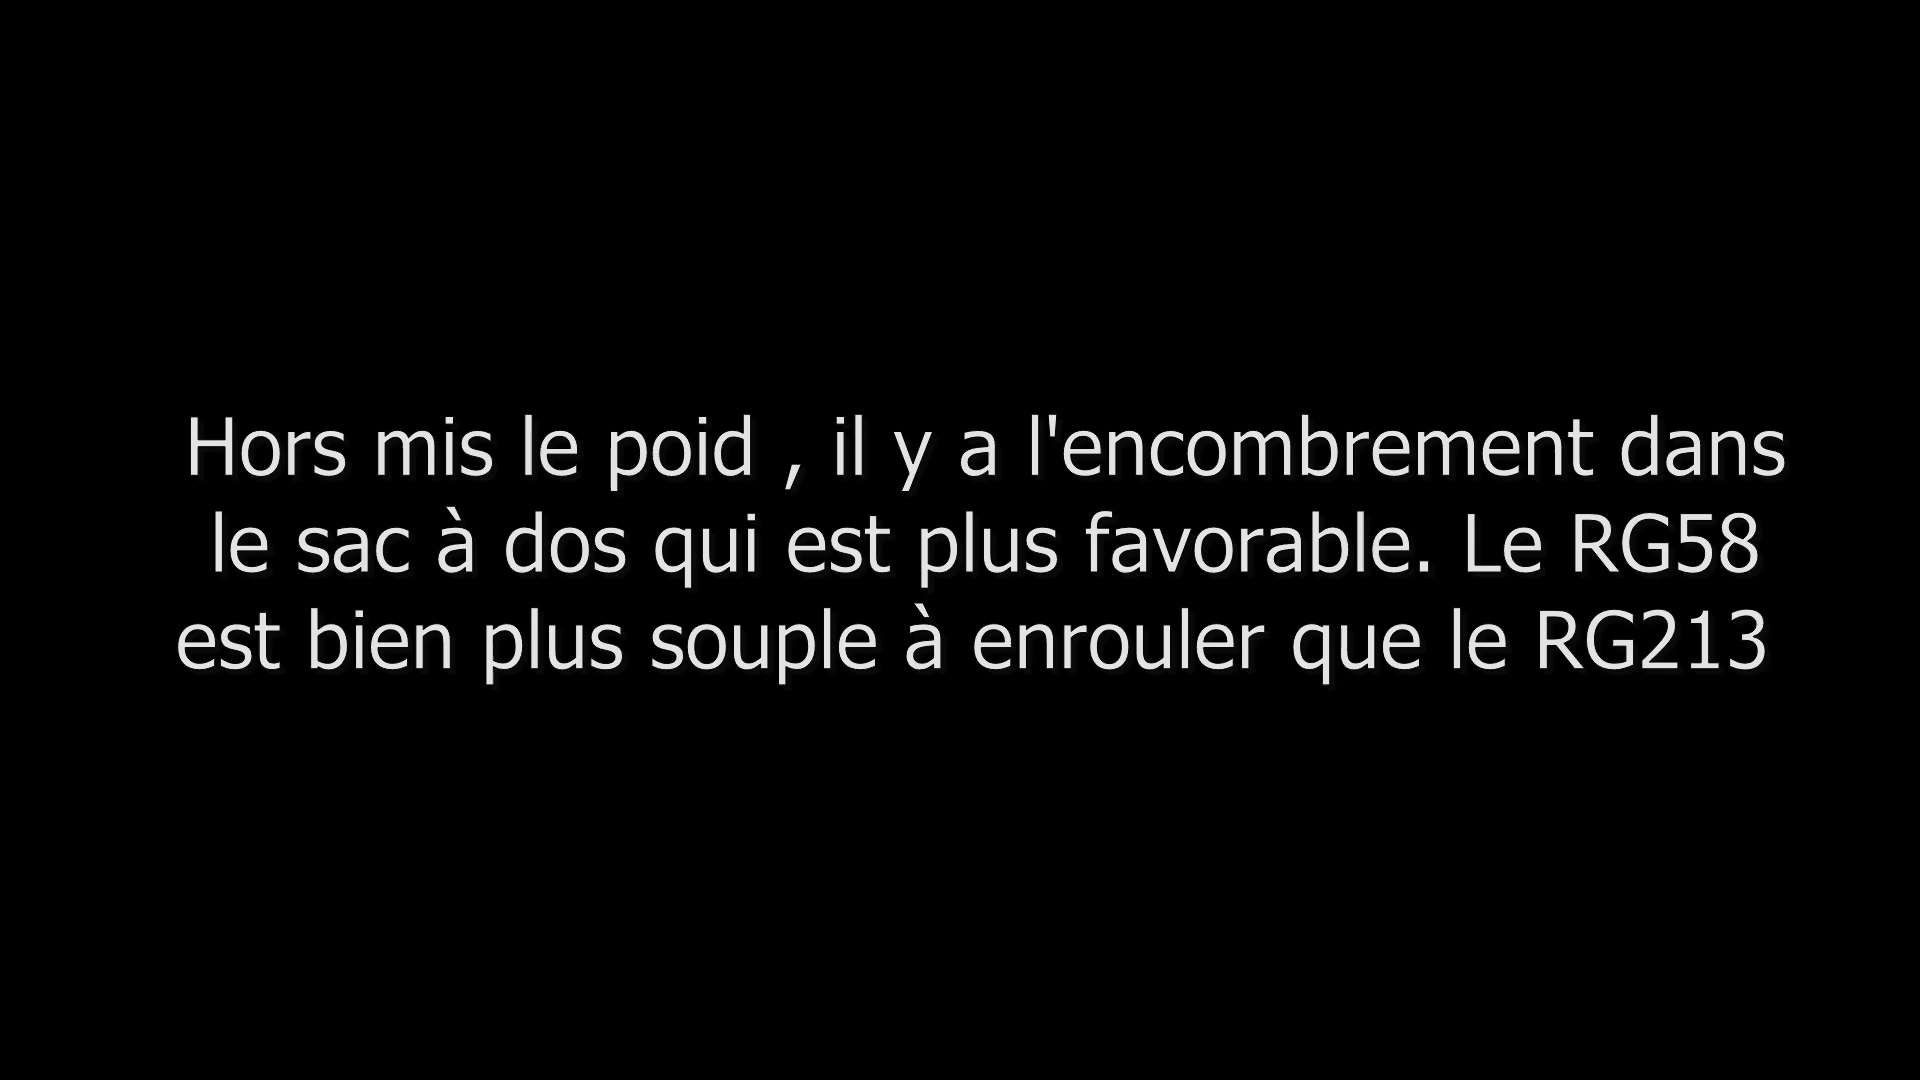 Hors mis le poid , il y a l'encombrement dans
le sac à dos qui est plus favorable. Le RG58
est bien plus souple à enrouler que le RG213